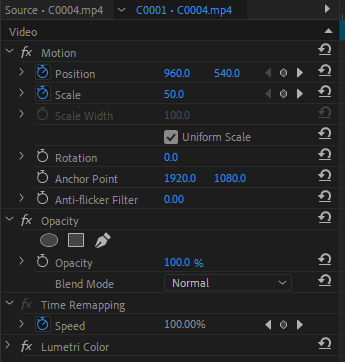 Source • C0004.mp4 C0001 • C0004.mp4
Video
fx Motion
Position 960.0 540.0
Scale 50.0
Scale Width 100.0
Uniform Scale
Rotation 0.0
Anchor Point 1920.0 1080.0
Anti-flicker Filter 0.00
fx Opacity
Opacity 100.0 %
Blend Mode Normal
fx Time Remapping
Speed 100.00%
fx Lumetri Color